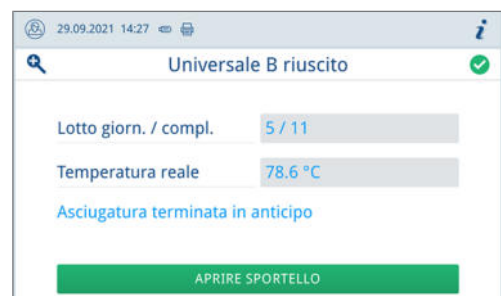 29.09.2021 14:27
Universale B riuscito
Lotto giorn. / compl. 5 / 11
Temperatura reale 78.6 °C
Asciugatura terminata in anticipo
APRIRE SPORTELLO